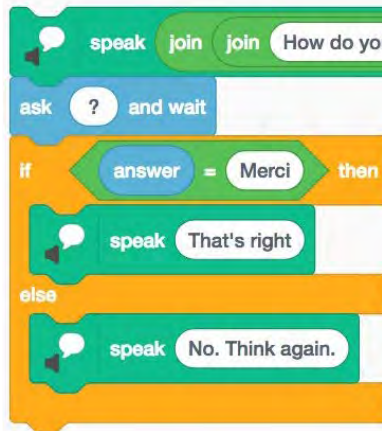 speak join join How do yo
ask ? and wait
if answer = Merci then
speak That's right
else
speak No. Think again.